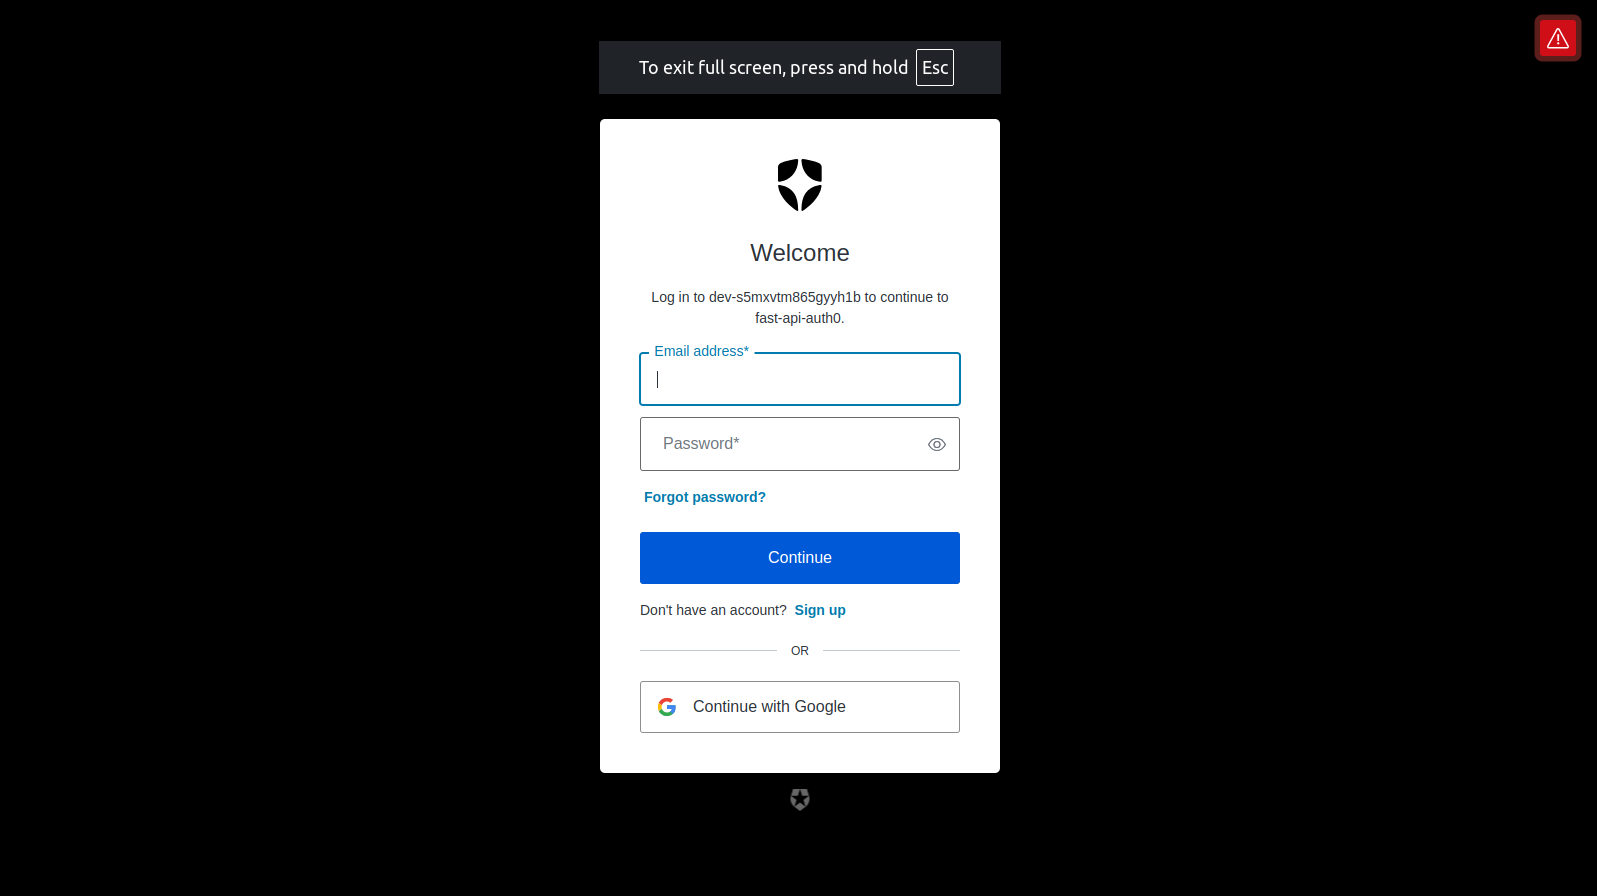 To exit full screen, press and hold Esc
Welcome
Log in to dev-s5mxvtm865gyyh1b to continue to
fast-api-auth0.
Email address*
Password*
Forgot password?
Continue
Don't have an account? Sign up
OR
Continue with Google